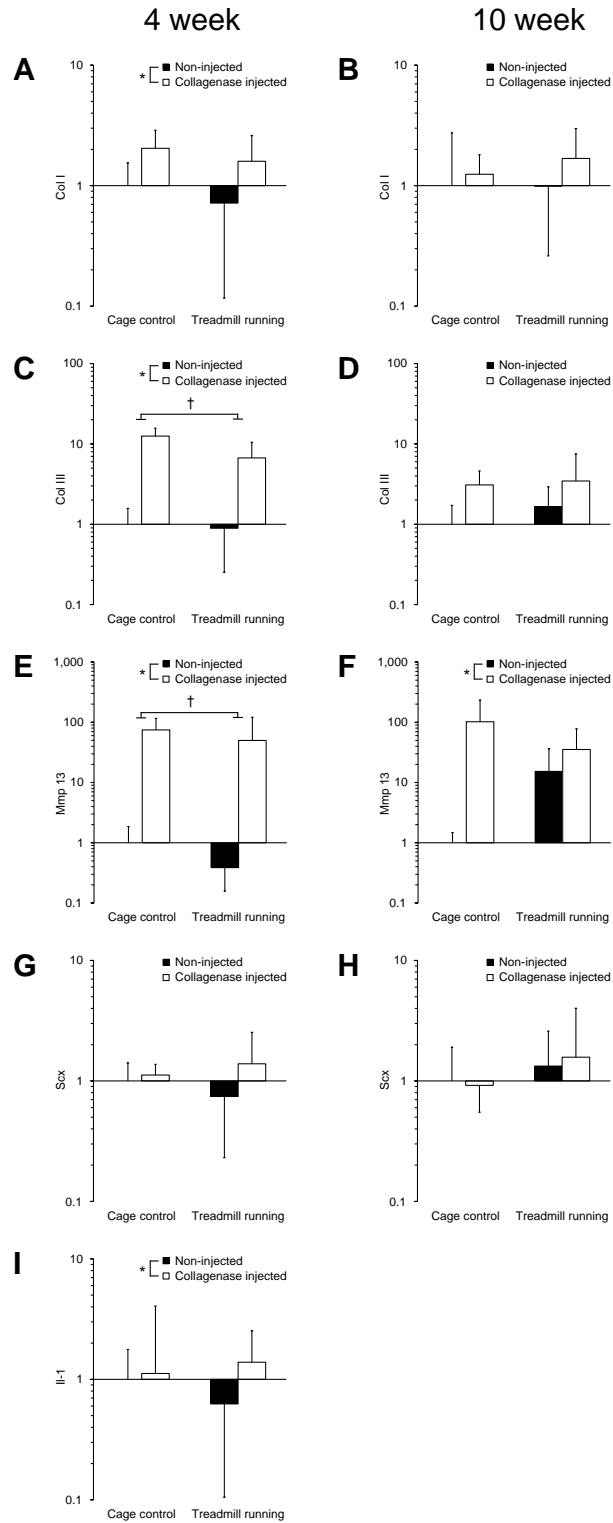 4 week
10 week
A
* Non-injected
Collagenase injected
10
1
0.1
Col I
Cage control Treadmill running
B
Non-injected
Collagenase injected
10
1
0.1
Col I
Cage control Treadmill running
C
* Non-injected
Collagenase injected
†
100
10
1
0.1
Col III
Cage control Treadmill running
D
Non-injected
Collagenase injected
100
10
1
0.1
Col III
Cage control Treadmill running
E
* Non-injected
Collagenase injected
†
1,000
100
10
1
0.1
Mmp 13
Cage control Treadmill running
F
* Non-injected
Collagenase injected
1,000
100
10
1
0.1
Mmp 13
Cage control Treadmill running
G
Non-injected
Collagenase injected
10
1
0.1
Scx
Cage control Treadmill running
H
Non-injected
Collagenase injected
10
1
0.1
Scx
Cage control Treadmill running
I
* Non-injected
Collagenase injected
10
1
0.1
Il-1
Cage control Treadmill running